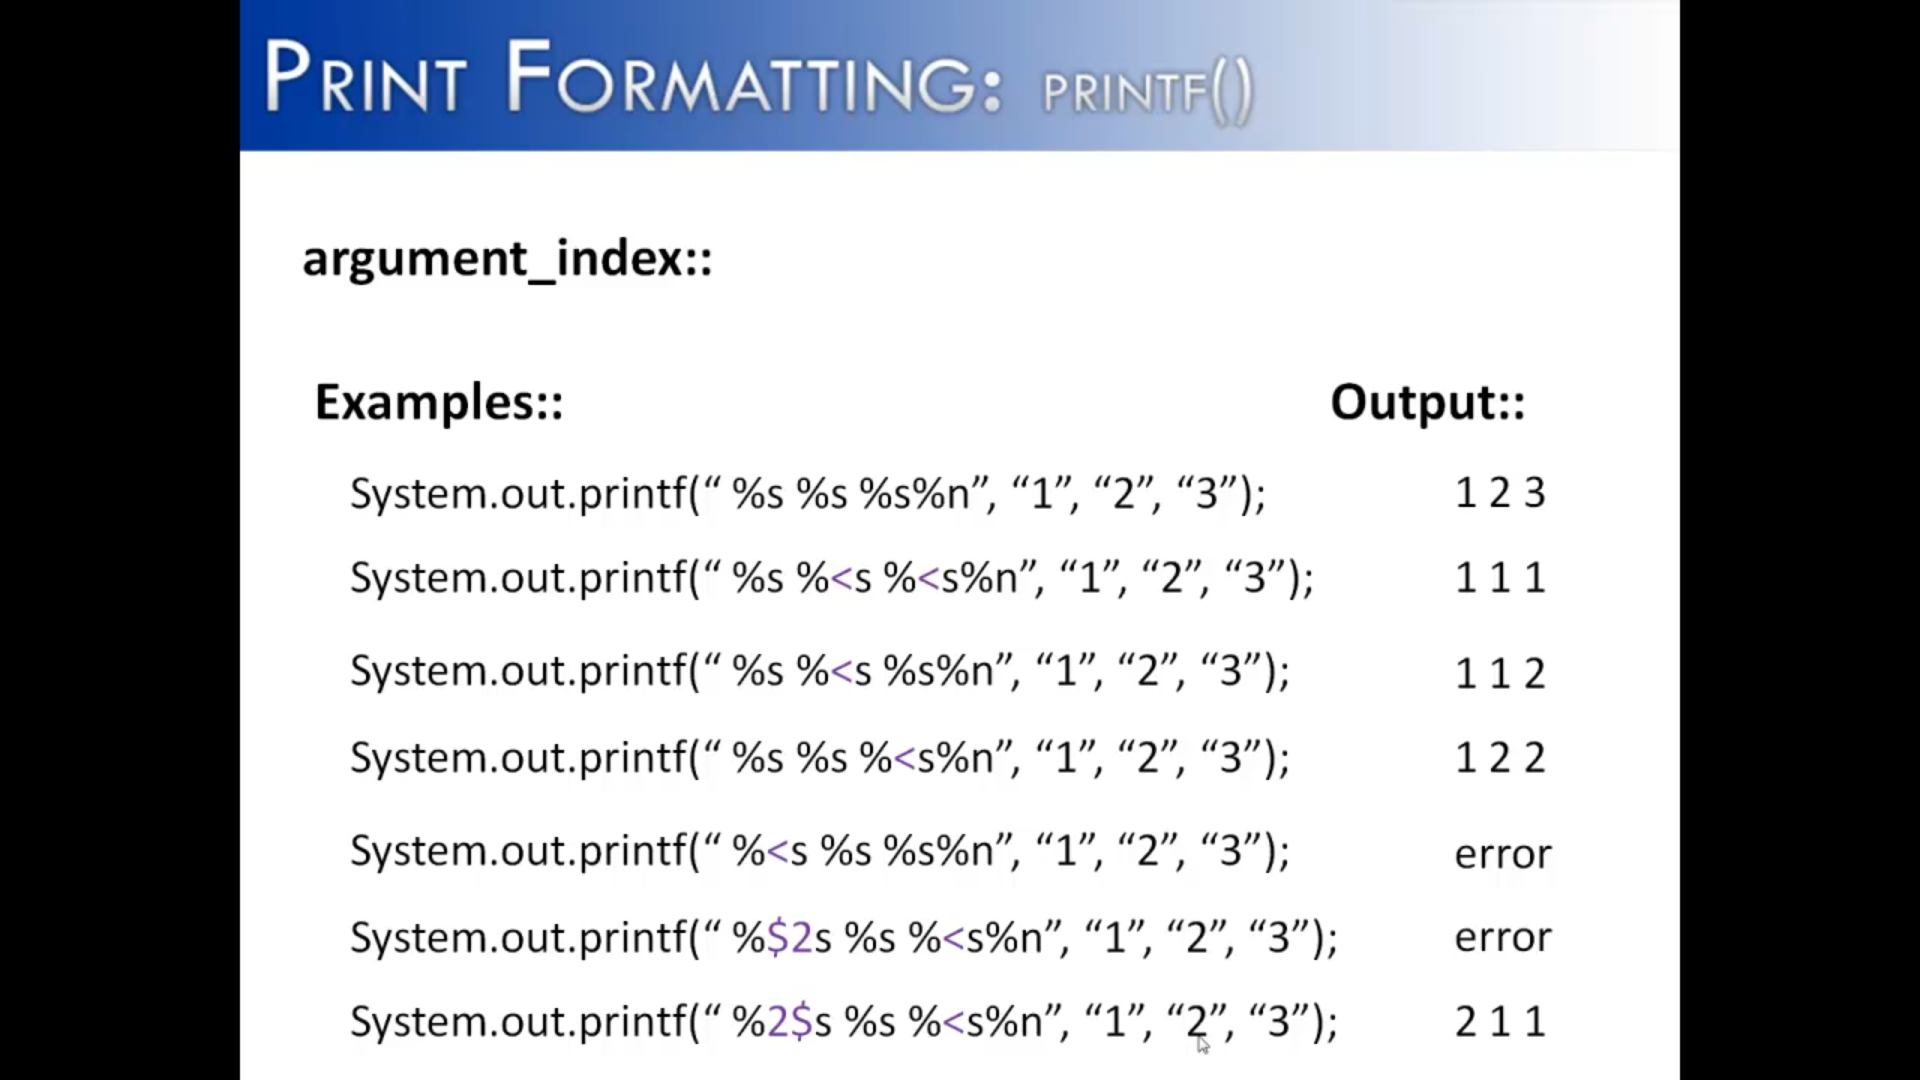 PRINT FORMATTING: PRINTF()
argument_index::
Examples:: Output::
System.out.printf(“ %s %s %s%n”, “1”, “2”, “3”); 1 2 3
System.out.printf(“ %s %<s %<s%n”, “1”, “2”, “3”); 1 1 1
System.out.printf(“ %s %<s %s%n”, “1”, “2”, “3”); 1 1 2
System.out.printf(“ %s %s %<s%n”, “1”, “2”, “3”); 1 2 2
System.out.printf(“ %<s %s %s%n”, “1”, “2”, “3”); error
System.out.printf(“ %$2s %s %<s%n”, “1”, “2”, “3”); error
System.out.printf(“ %2$s %s %<s%n”, “1”, “2”, “3”); 2 1 1